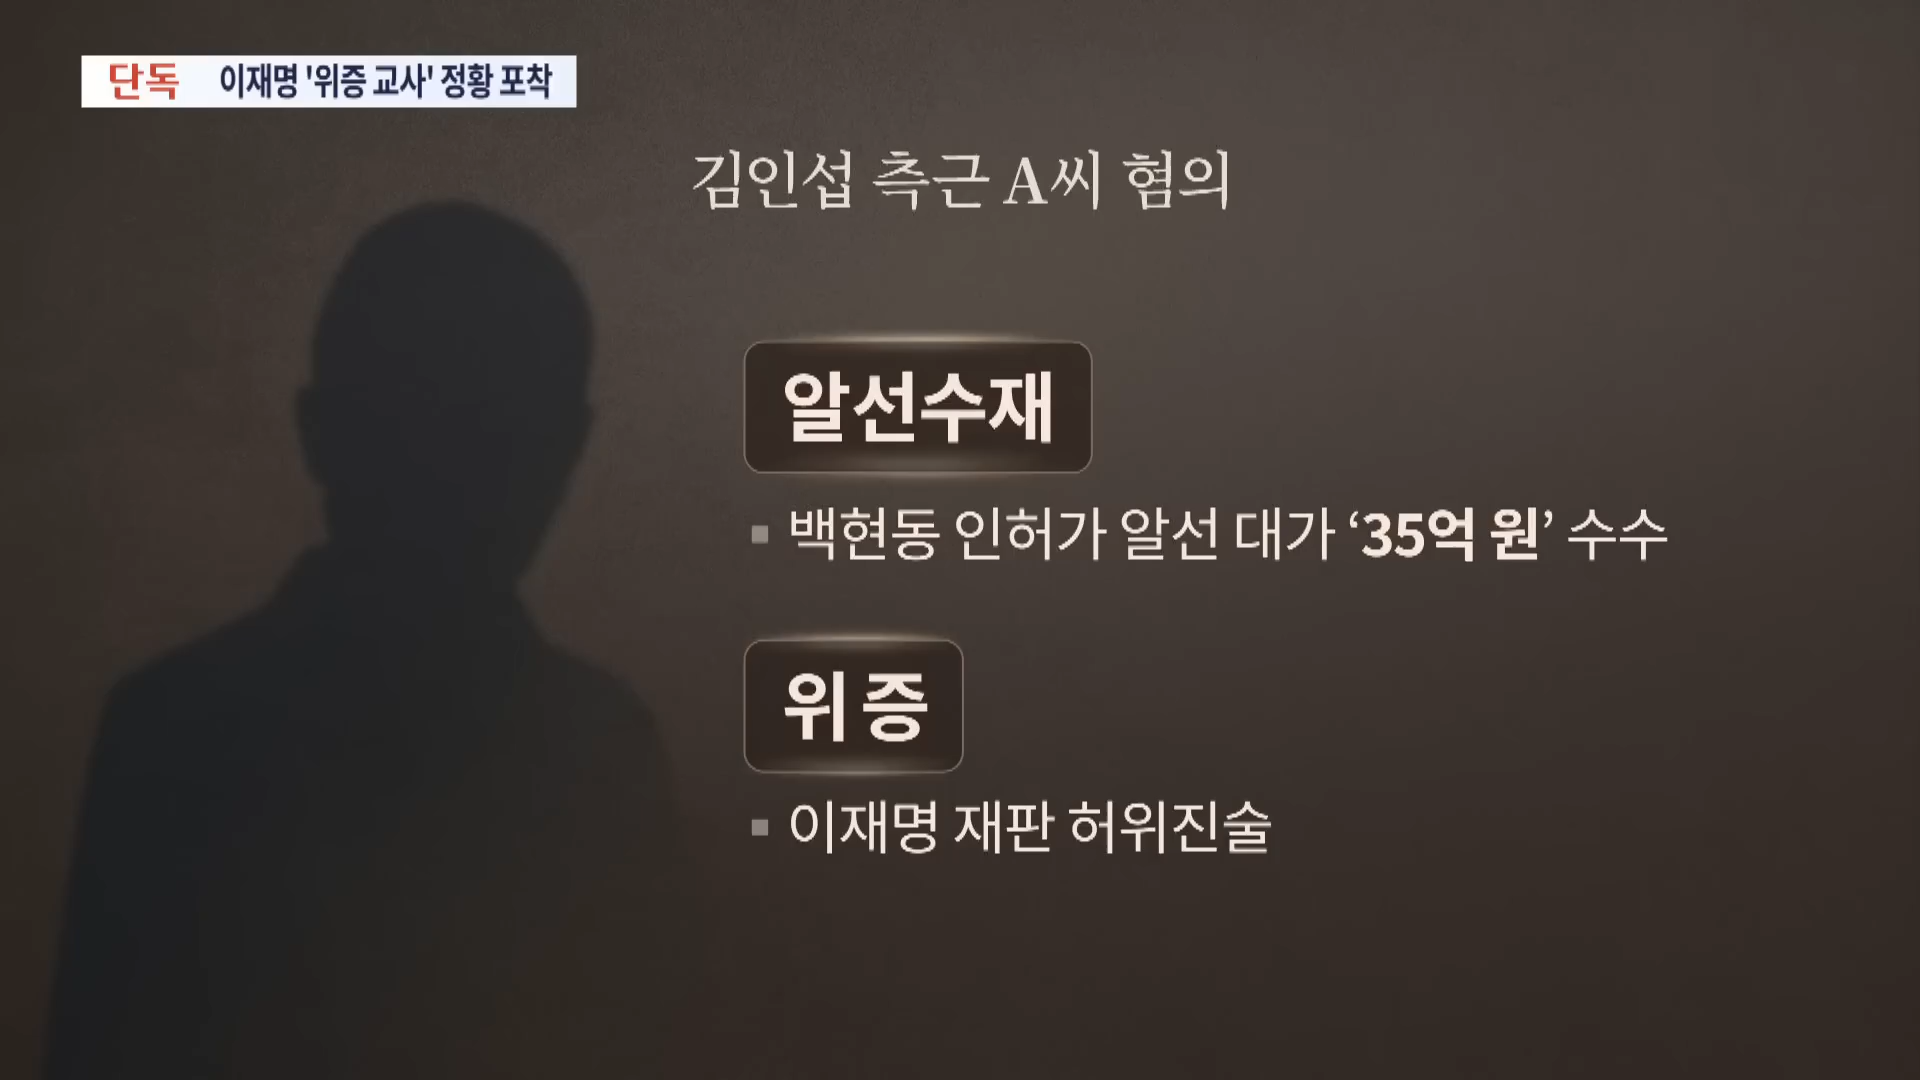 단독 이재명 '위증 교사' 정황 포착
김인섭 측근 A씨 혐의
알선수재
▪ 백현동 인허가 알선 대가 ‘35억 원’ 수수
위증
▪ 이재명 재판 허위진술